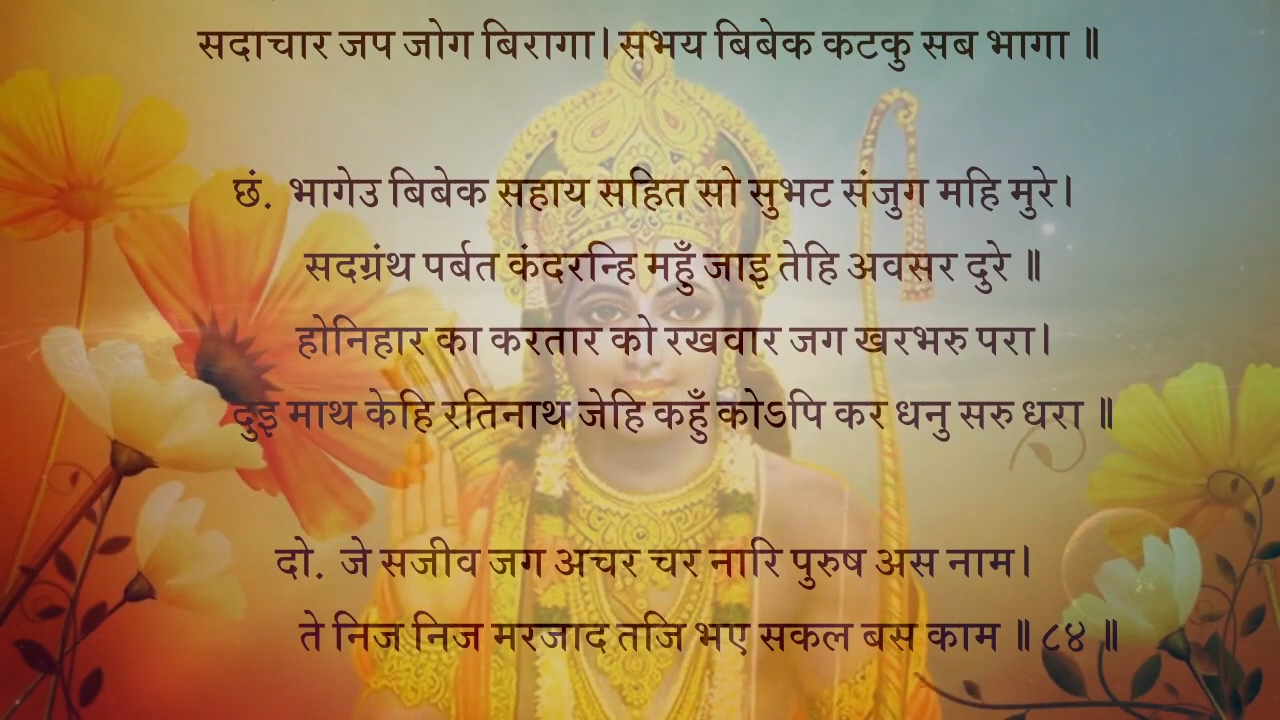 सदाचार जप जोग बिरागा। सभय बिबेक कटकु सब भागा ॥
छं. भागेउ बिबेक सहाय सहित सो सुभट संजुग महि मुरे।
सदग्रंथ पर्बत कंदरन्हि महुँ जाइ तेहि अवसर दुरे ॥
होनिहार का करतार को रखवार जग खरभरु परा।
दुइ माथ केहि रतिनाथ जेहि कहुँ कोऽपि कर धनु सरु धरा ॥
दो. जे सजीव जग अचर चर नारि पुरुष अस नाम।
ते निज निज मरजाद तजि भए सकल बस काम ॥ ८४ ॥